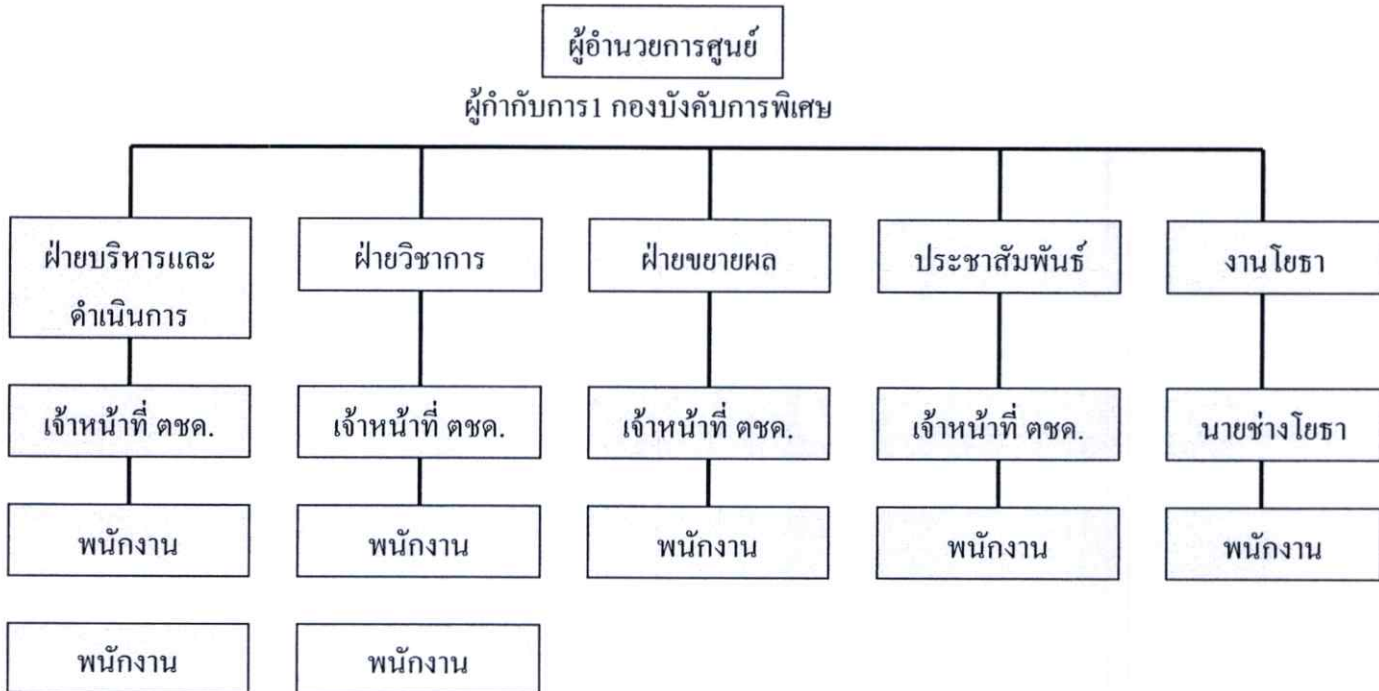 ผู้อำนวยการศูนย์
ผู้กำกับการ1 กองบังคับการพิเศษ
ฝ่ายบริหารและ
ดำเนินการ
ฝ่ายวิชาการ
ฝ่ายขยายผล
ประชาสัมพันธ์
งานโยธา
เจ้าหน้าที่ ตชด.
เจ้าหน้าที่ ตชด.
เจ้าหน้าที่ ตชด.
เจ้าหน้าที่ ตชด.
นายช่างโยธา
พนักงาน
พนักงาน
พนักงาน
พนักงาน
พนักงาน
พนักงาน
พนักงาน